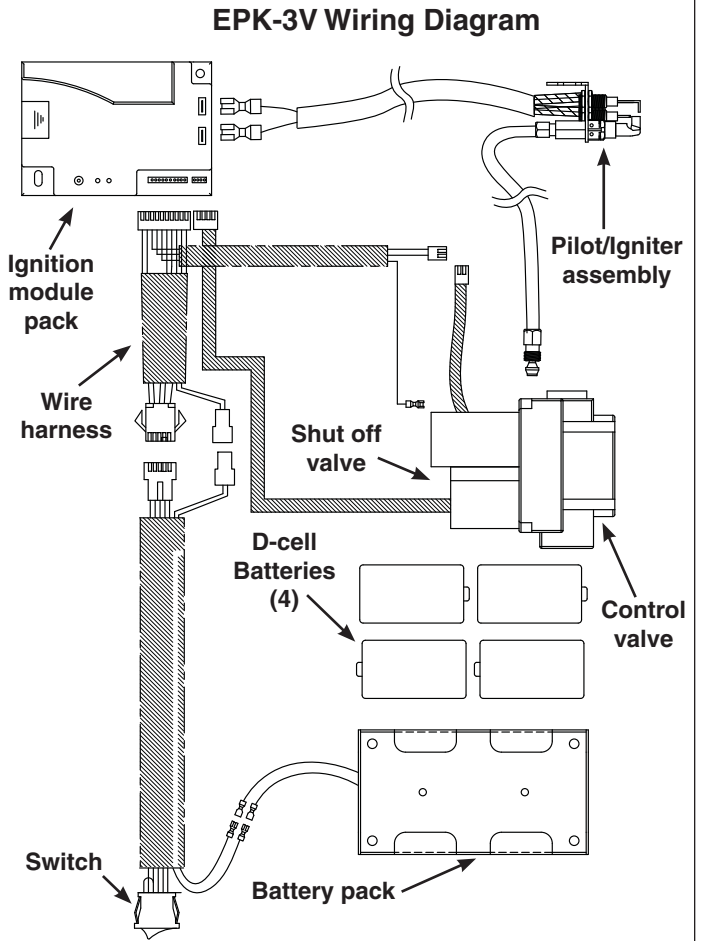 EPK-3V Wiring Diagram
Pilot/Igniter
assembly
Ignition
module
pack
Wire
harness
Shut off
valve
D-cell
Batteries
(4)
Control
valve
Switch
Battery pack